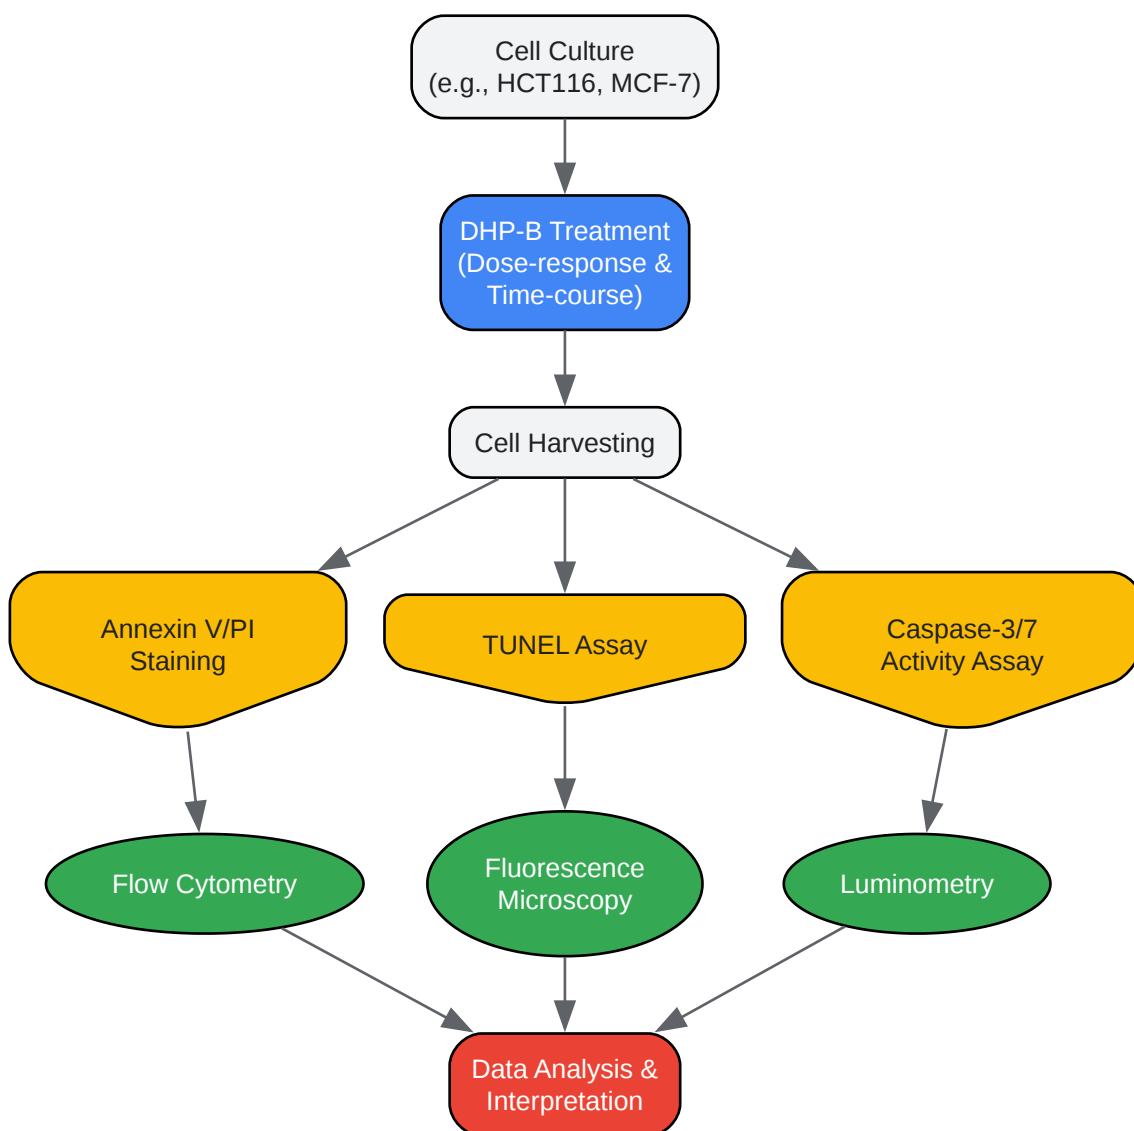 Cell Culture
(e.g., HCT116, MCF-7)
DHP-B Treatment
(Dose-response &
Time-course)
Cell Harvesting
Annexin V/PI
Staining
TUNEL Assay
Caspase-3/7
Activity Assay
Flow Cytometry
Fluorescence
Microscopy
Luminometry
Data Analysis &
Interpretation